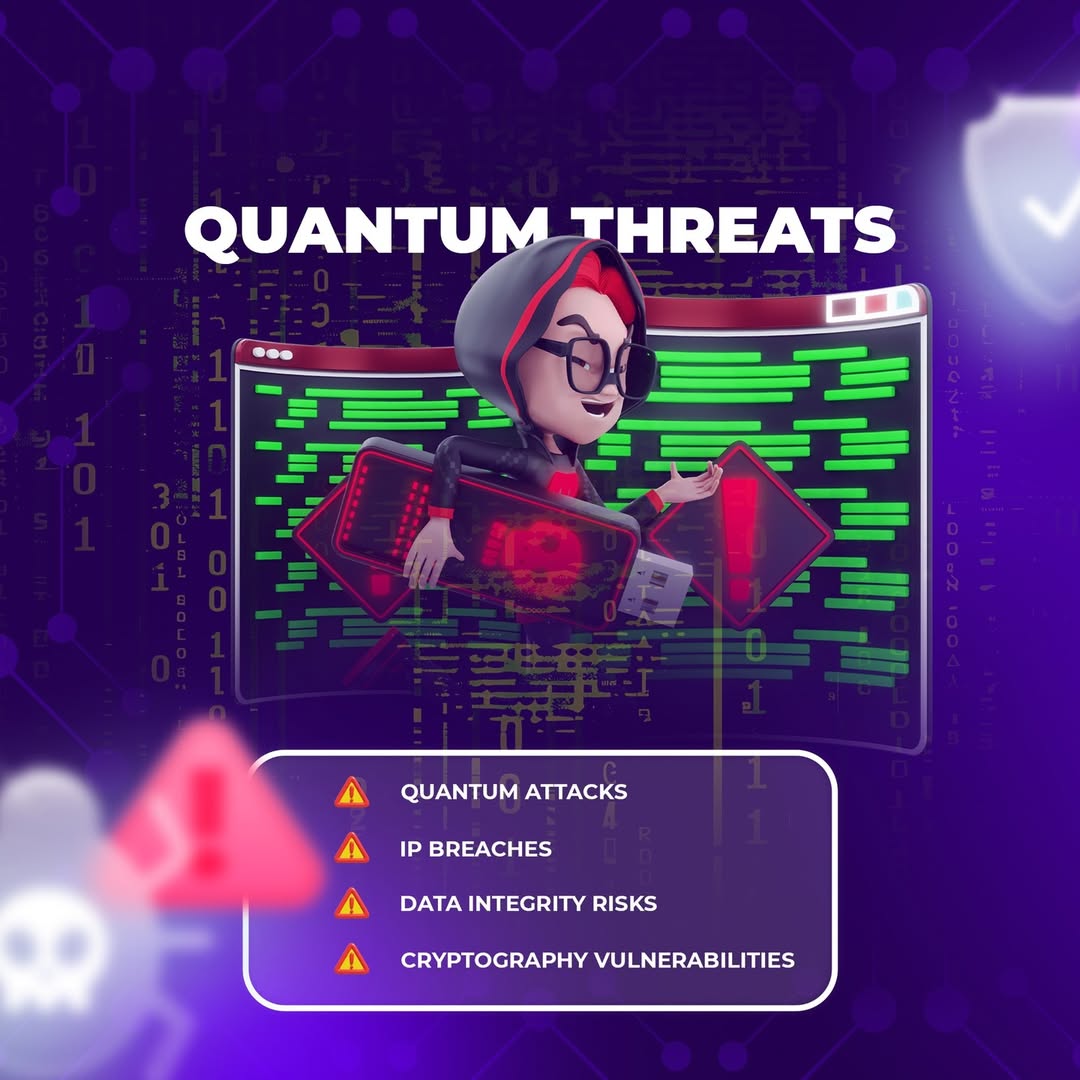 QUANTUM THREATS
QUANTUM ATTACKS
IP BREACHES
DATA INTEGRITY RISKS
CRYPTOGRAPHY VULNERABILITIES